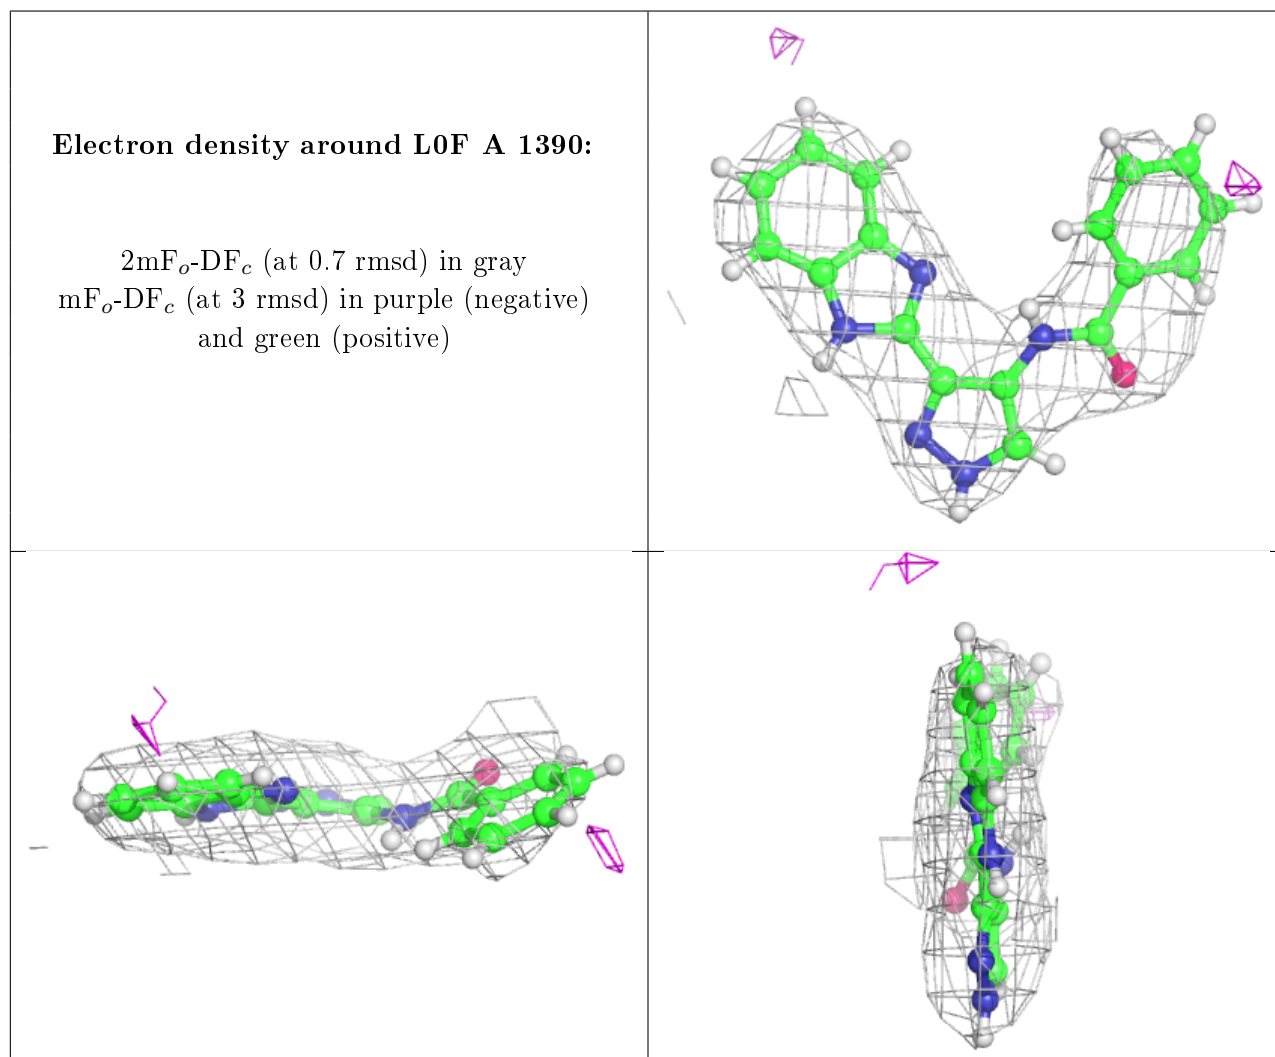 Electron density around L0F A 1390:
2mFₒ-DF𝒸 (at 0.7 rmsd) in gray
mFₒ-DF𝒸 (at 3 rmsd) in purple (negative)
and green (positive)